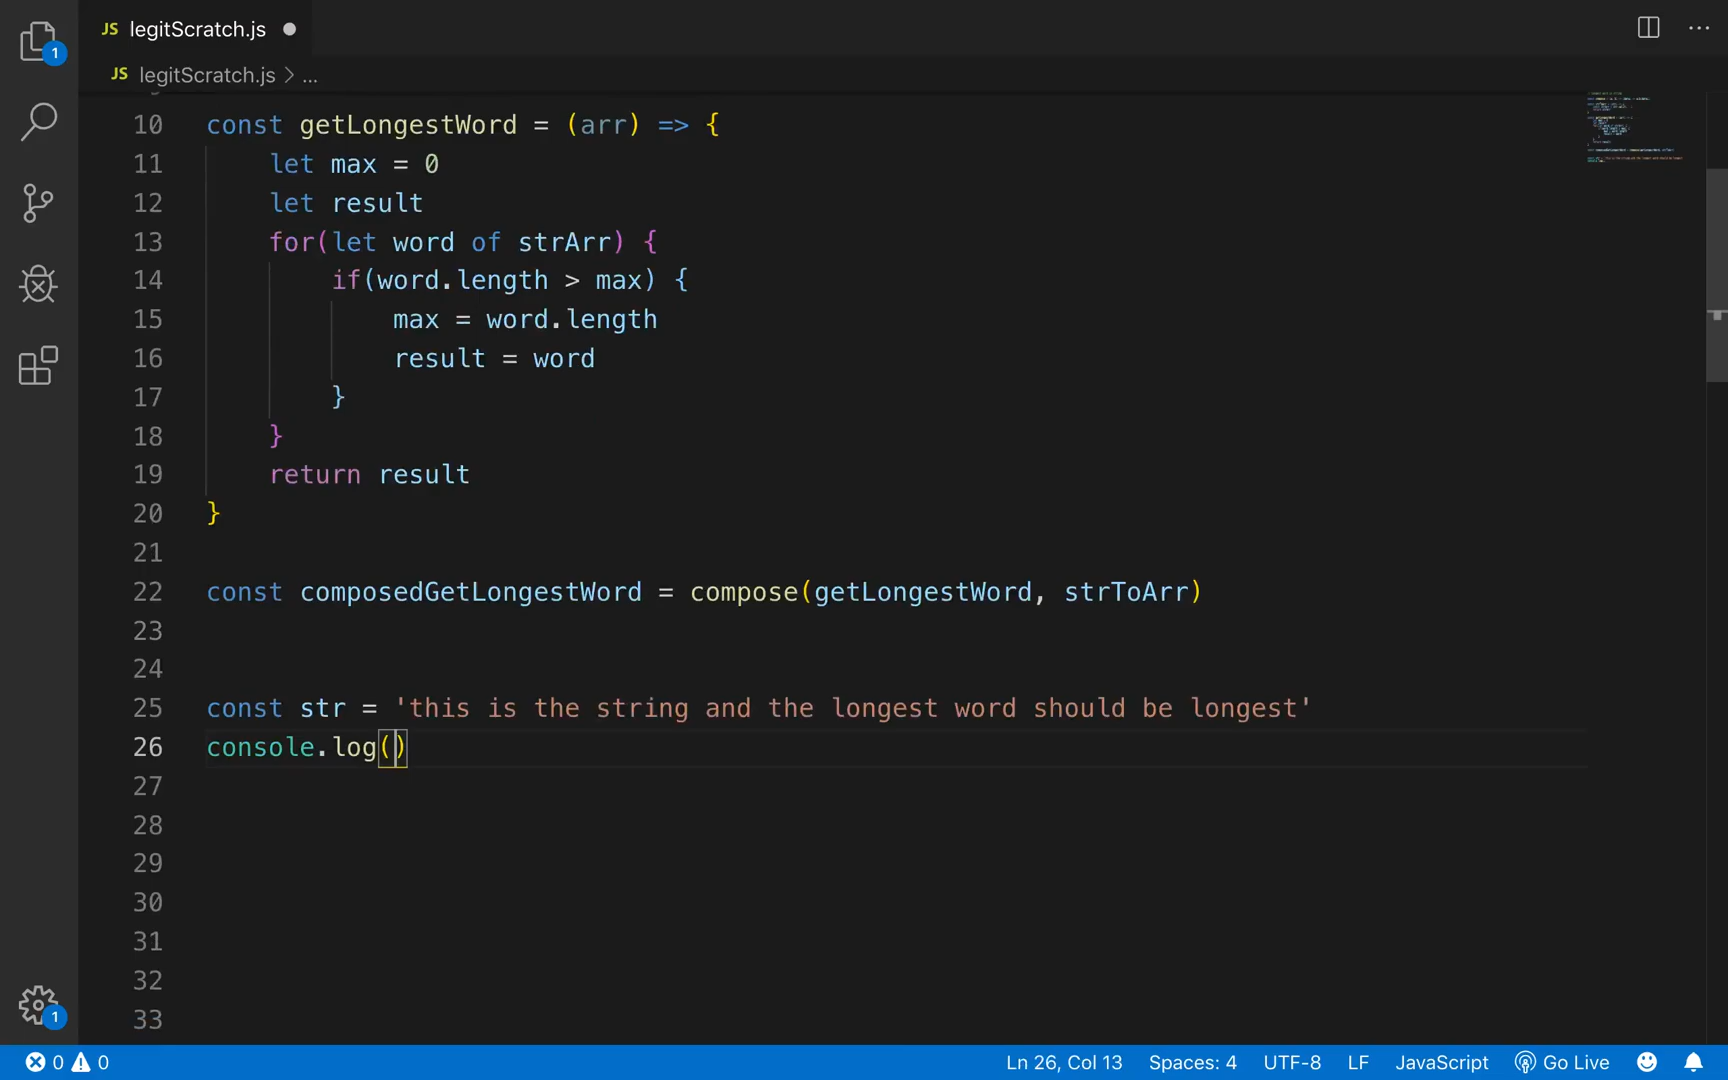 JS legitScratch.js
JS legitScratch.js > ...
1
10 const getLongestWord = (arr) => {
11 let max = 0
12 let result
13 for(let word of strArr) {
14 if(word.length > max) {
15 max = word.length
16 result = word
17 }
18 }
19 return result
20 }
21
22 const composedGetLongestWord = compose(getLongestWord, strToArr)
23
24
25 const str = 'this is the string and the longest word should be longest'
26 console.log()
27
28
29
30
31
32
33
1
0 0 Ln 26, Col 13 Spaces: 4 UTF-8 LF JavaScript Go Live